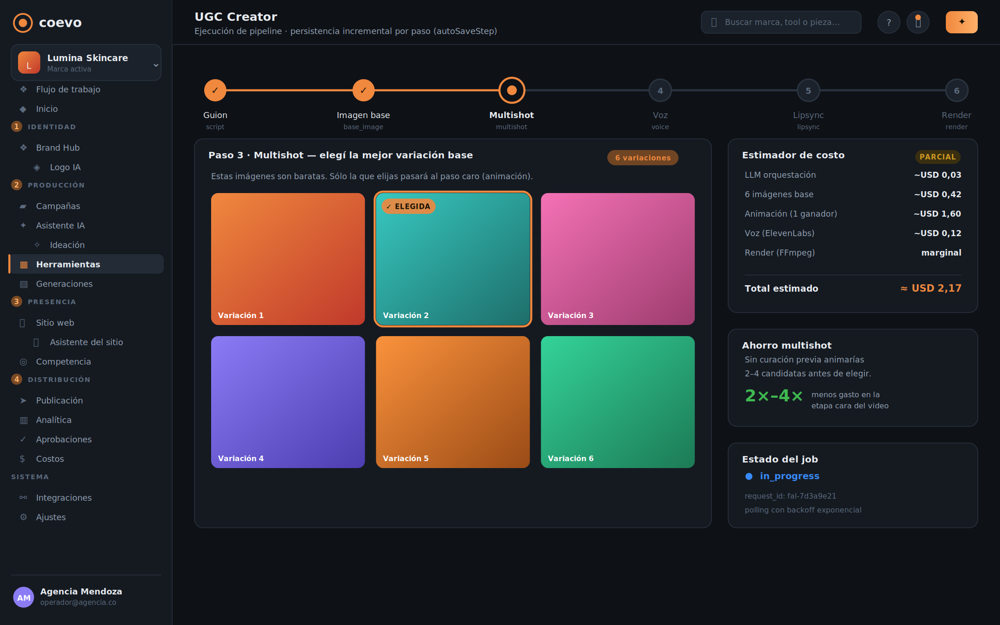 coevo
L
Lumina Skincare
Marca activa
Flujo de trabajo
Inicio
1 IDENTIDAD
Brand Hub
Logo IA
2 PRODUCCIÓN
Campañas
Asistente IA
Ideación
Herramientas
Generaciones
3 PRESENCIA
Sitio web
Asistente del sitio
Competencia
4 DISTRIBUCIÓN
Publicación
Analítica
Aprobaciones
$ Costos
SISTEMA
Integraciones
Ajustes
AM
Agencia Mendoza
operador@agencia.co
UGC Creator
Ejecución de pipeline · persistencia incremental por paso (autoSaveStep)
Buscar marca, tool o pieza...
?
✓ ✓ 4 5 6
Guion Imagen base Multishot Voz Lipsync Render
script base_image multishot voice lipsync render
Paso 3 · Multishot — elegí la mejor variación base
6 variaciones
Estas imágenes son baratas. Sólo la que elijas pasará al paso caro (animación).
✓ ELEGIDA
Variación 1
Variación 2
Variación 3
Variación 4
Variación 5
Variación 6
Estimador de costo
PARCIAL
LLM orquestación ~USD 0,03
6 imágenes base ~USD 0,42
Animación (1 ganador) ~USD 1,60
Voz (ElevenLabs) ~USD 0,12
Render (FFmpeg) marginal
Total estimado ≈ USD 2,17
Ahorro multishot
Sin curación previa animarías
2–4 candidatas antes de elegir.
2×–4×
menos gasto en la
etapa cara del video
Estado del job
in_progress
request_id: fal-7d3a9e21
polling con backoff exponencial